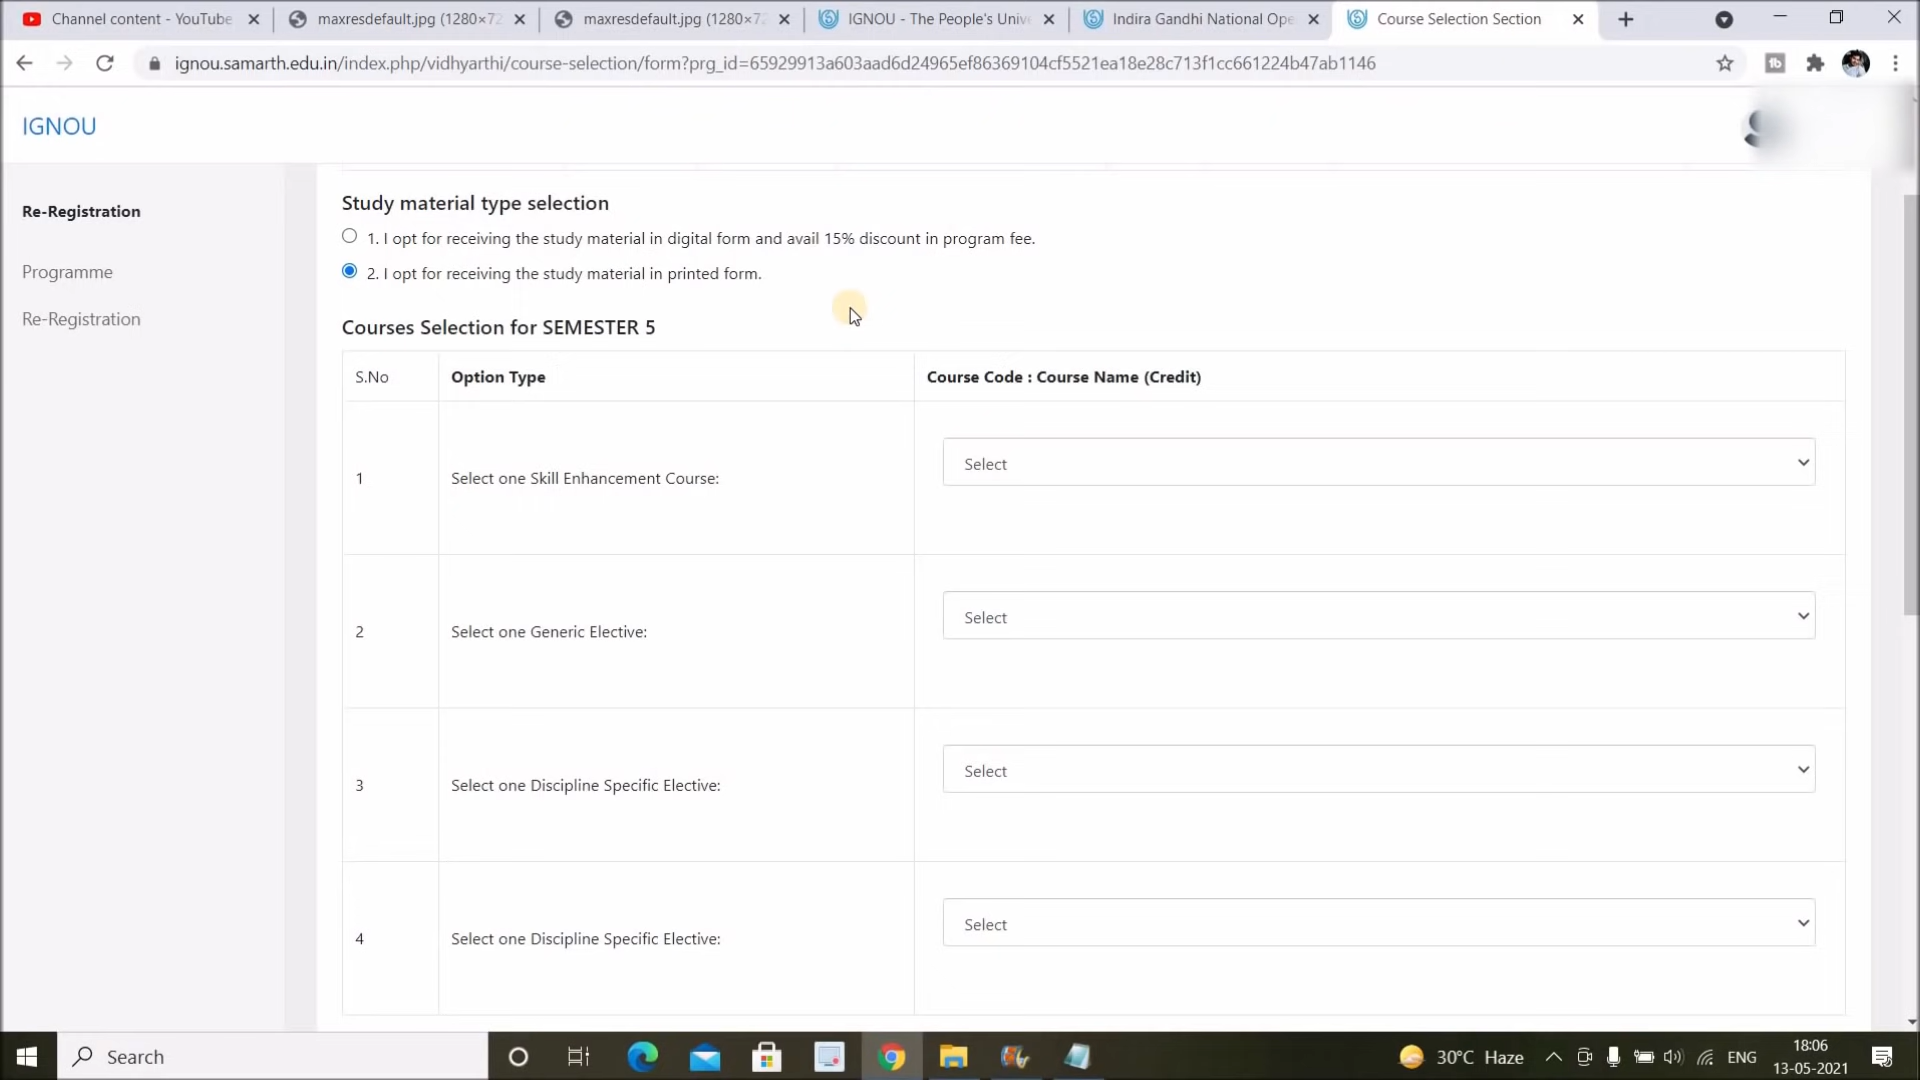 Channel content - YouTube
maxresdefault.jpg (1280×72
maxresdefault.jpg (1280×72
IGNOU - The People's Unive
Indira Gandhi National Ope
Course Selection Section
ignou.samarth.edu.in/index.php/vidhyarthi/course-selection/form?prg_id=65929913a603aad6d24965ef86369104cf5521ea18e28c713f1cc661224b47ab1146
IGNOU
Re-Registration
Programme
Re-Registration
Study material type selection
1. I opt for receiving the study material in digital form and avail 15% discount in program fee.
2. I opt for receiving the study material in printed form.
Courses Selection for SEMESTER 5
S.No Option Type Course Code : Course Name (Credit)
1 Select one Skill Enhancement Course: Select
2 Select one Generic Elective: Select
3 Select one Discipline Specific Elective: Select
4 Select one Discipline Specific Elective: Select
Search
30°C Haze
ENG
18:06
13-05-2021